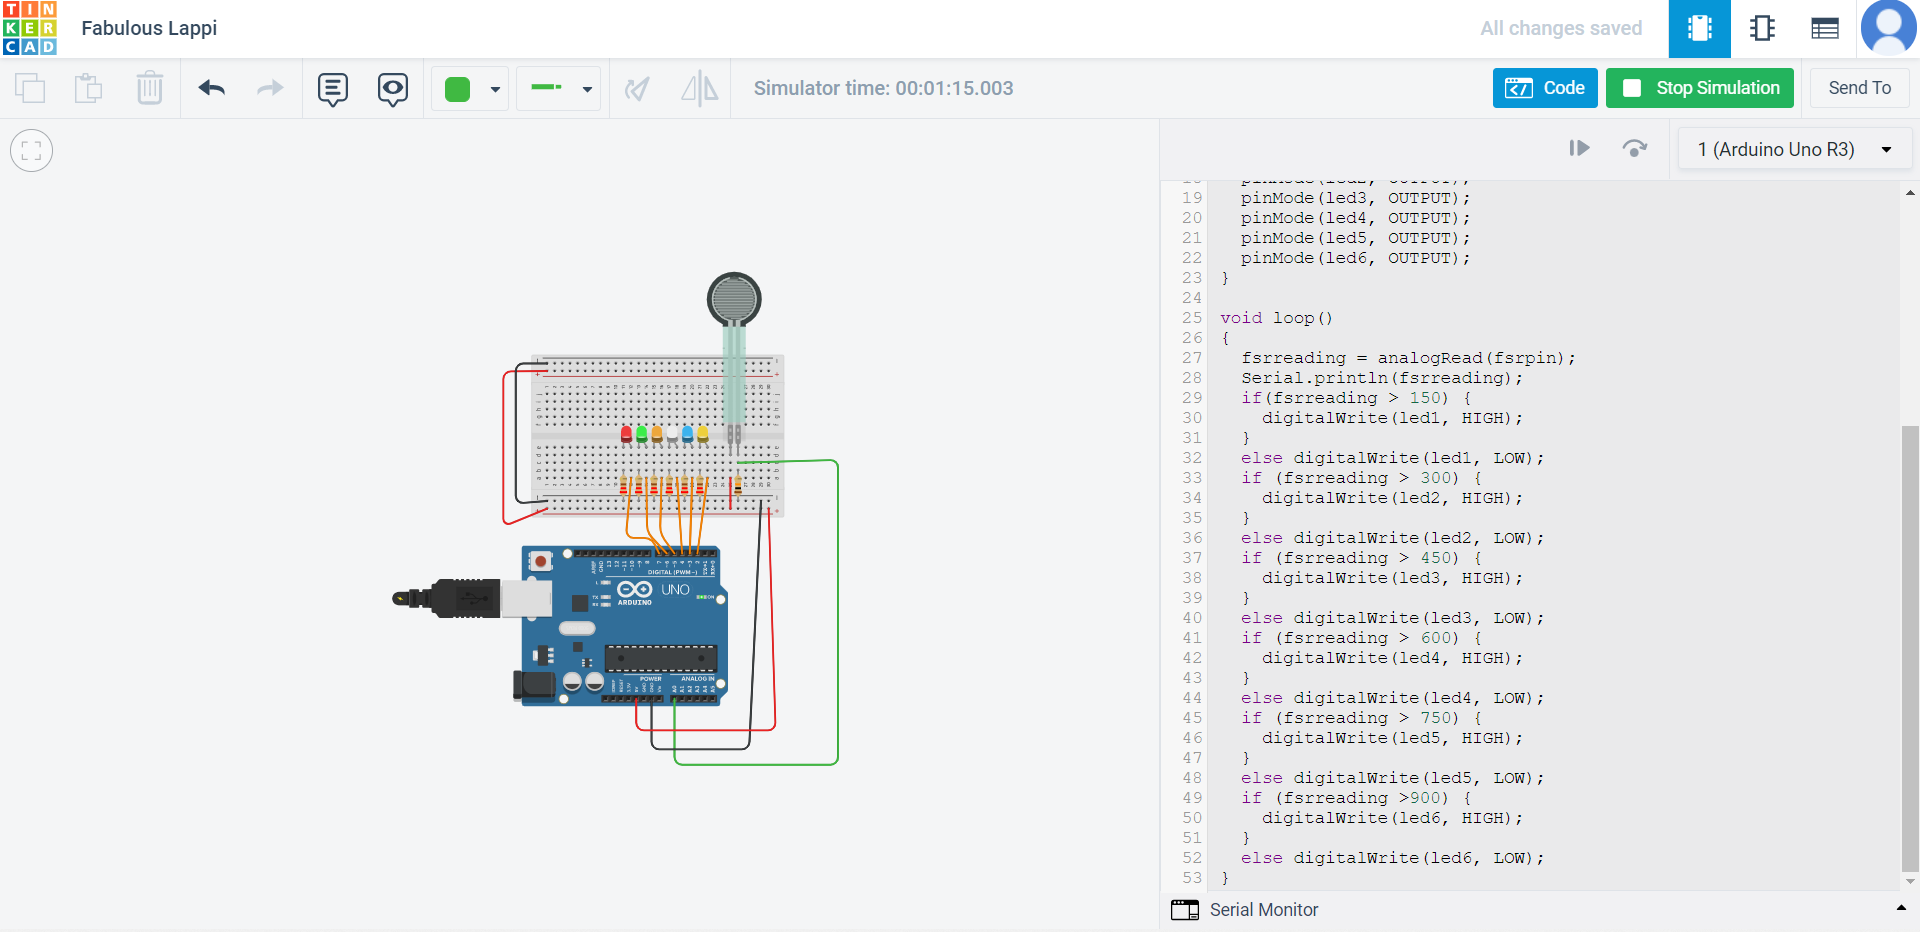 TIN
KER
CAD
Fabulous Lappi
All changes saved
Simulator time: 00:01:15.003
Code
Stop Simulation
Send To
1 (Arduino Uno R3)
19 pinMode(led3, OUTPUT);
20 pinMode(led4, OUTPUT);
21 pinMode(led5, OUTPUT);
22 pinMode(led6, OUTPUT);
23 }
24
25 void loop()
26 {
27 fsrreading = analogRead(fsrpin);
28 Serial.println(fsrreading);
29 if(fsrreading > 150) {
30 digitalWrite(led1, HIGH);
31 }
32 else digitalWrite(led1, LOW);
33 if (fsrreading > 300) {
34 digitalWrite(led2, HIGH);
35 }
36 else digitalWrite(led2, LOW);
37 if (fsrreading > 450) {
38 digitalWrite(led3, HIGH);
39 }
40 else digitalWrite(led3, LOW);
41 if (fsrreading > 600) {
42 digitalWrite(led4, HIGH);
43 }
44 else digitalWrite(led4, LOW);
45 if (fsrreading > 750) {
46 digitalWrite(led5, HIGH);
47 }
48 else digitalWrite(led5, LOW);
49 if (fsrreading >900) {
50 digitalWrite(led6, HIGH);
51 }
52 else digitalWrite(led6, LOW);
53 }
Serial Monitor
DIGITAL (PWM~)
UNO
ARDUINO
TX
RX
ON
POWER
ANALOG IN